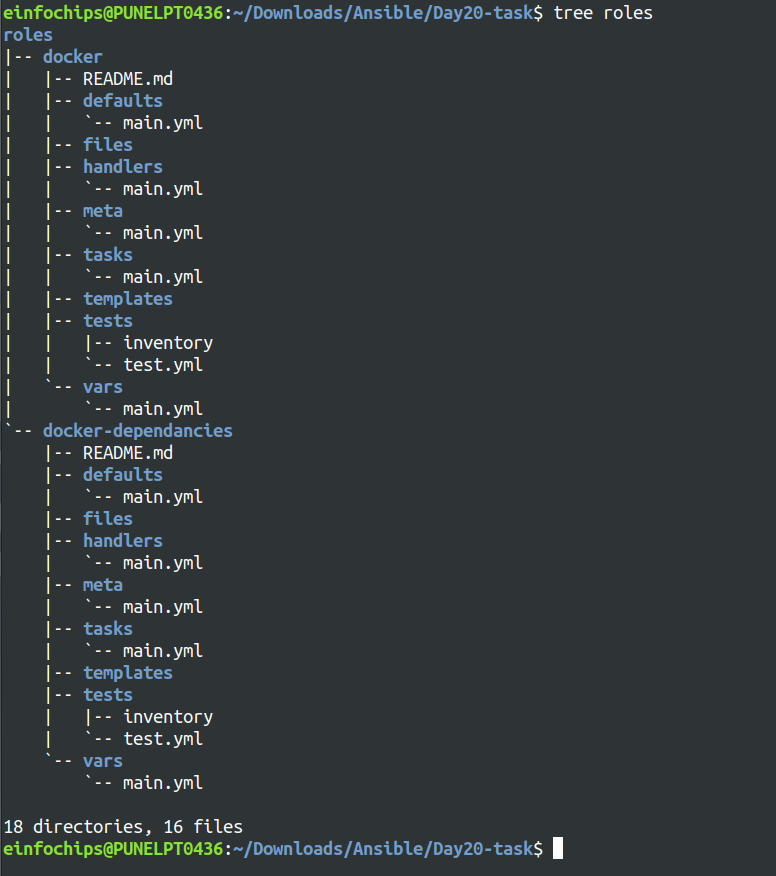 einfochips@PUNELPT0436:~/Downloads/Ansible/Day20-task$ tree roles
roles
|-- docker
|   |-- README.md
|   |-- defaults
|   |   `-- main.yml
|   |-- files
|   |-- handlers
|   |   `-- main.yml
|   |-- meta
|   |   `-- main.yml
|   |-- tasks
|   |   `-- main.yml
|   |-- templates
|   |-- tests
|   |   |-- inventory
|   |   `-- test.yml
|   `-- vars
|       `-- main.yml
`-- docker-dependancies
    |-- README.md
    |-- defaults
    |   `-- main.yml
    |-- files
    |-- handlers
    |   `-- main.yml
    |-- meta
    |   `-- main.yml
    |-- tasks
    |   `-- main.yml
    |-- templates
    |-- tests
    |   |-- inventory
    |   `-- test.yml
    `-- vars
        `-- main.yml
18 directories, 16 files
einfochips@PUNELPT0436:~/Downloads/Ansible/Day20-task$